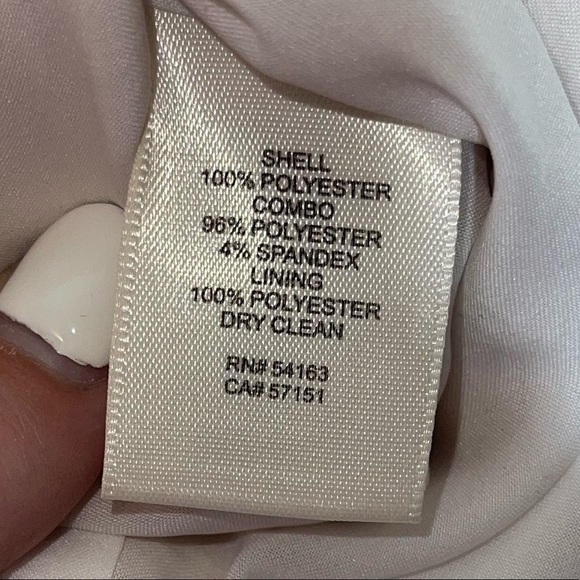 SHELL
100% POLYESTER
COMBO
96% POLYESTER
4% SPANDEX
LINING
100% POLYESTER
DRY CLEAN
RN# 54163
CA# 57151